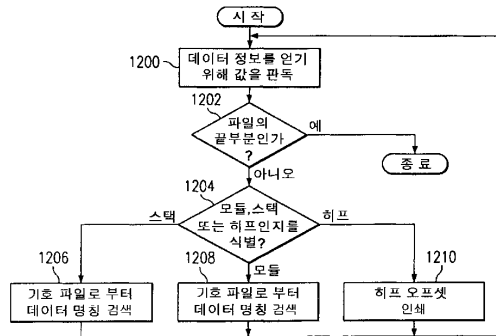 시작
1200
데이터 정보를 얻기
위해 값을 판독
1202
파일의
끝부분인가
?
예
종료
아니오
1204
모듈,스택
또는 히프인지를
식별?
스택
히프
모듈
1206
기호 파일로 부터
데이터 명칭 검색
1208
기호 파일로 부터
데이터 명칭 검색
1210
히프 오프셋
인쇄